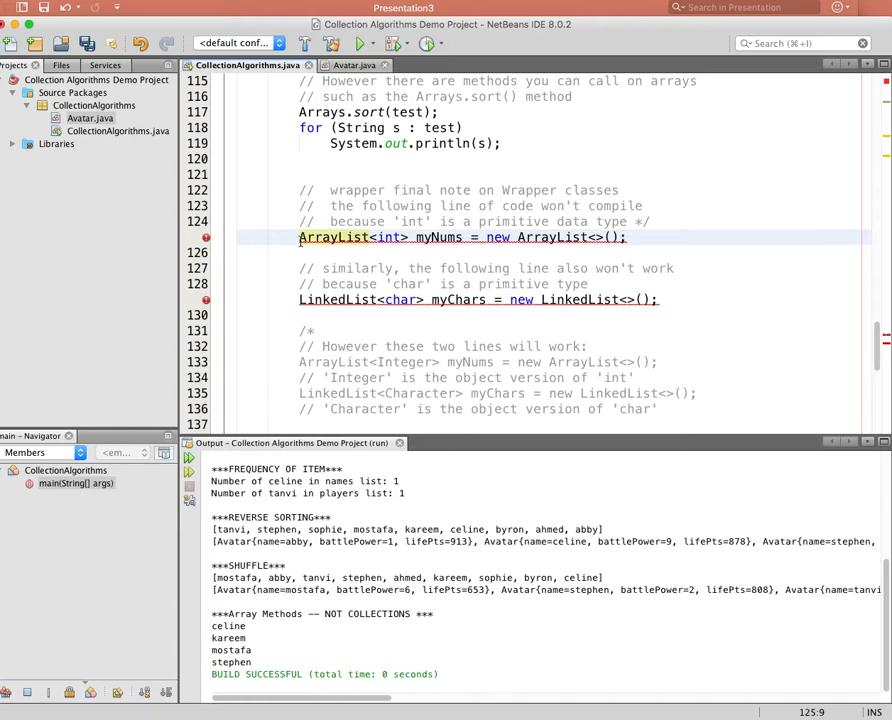 Presentation3
Search in Presentation
Collection Algorithms Demo Project - NetBeans IDE 8.0.2
<default conf...
Search (⌘+I)
Projects
Files
Services
CollectionAlgorithms.java
Avatar.java
Collection Algorithms Demo Project
Source Packages
CollectionAlgorithms
Avatar.java
CollectionAlgorithms.java
Libraries
115 // However there are methods you can call on arrays
116 // such as the Arrays.sort() method
117 Arrays.sort(test);
118 for (String s : test)
119 System.out.println(s);
120
121
122 // wrapper final note on Wrapper classes
123 // the following line of code won't compile
124 // because 'int' is a primitive data type */
ArrayList<int> myNums = new ArrayList<>();
126
127 // similarly, the following line also won't work
128 // because 'char' is a primitive type
LinkedList<char> myChars = new LinkedList<>();
130
131 /*
132 // However these two lines will work:
133 ArrayList<Integer> myNums = new ArrayList<>();
134 // 'Integer' is the object version of 'int'
135 LinkedList<Character> myChars = new LinkedList<>();
136 // 'Character' is the object version of 'char'
137
main - Navigator
Members
<em...
CollectionAlgorithms
main(String[] args)
Output - Collection Algorithms Demo Project (run)
***FREQUENCY OF ITEM***
Number of celine in names list: 1
Number of tanvi in players list: 1
***REVERSE SORTING***
[tanvi, stephen, sophie, mostafa, kareem, celine, byron, ahmed, abby]
[Avatar{name=abby, battlePower=1, lifePts=913}, Avatar{name=celine, battlePower=9, lifePts=878}, Avatar{name=stephen,
***SHUFFLE***
[mostafa, abby, tanvi, stephen, ahmed, kareem, sophie, byron, celine]
[Avatar{name=mostafa, battlePower=6, lifePts=653}, Avatar{name=stephen, battlePower=2, lifePts=808}, Avatar{name=tanvi
***Array Methods -- NOT COLLECTIONS ***
celine
kareem
mostafa
stephen
BUILD SUCCESSFUL (total time: 0 seconds)
125:9
INS